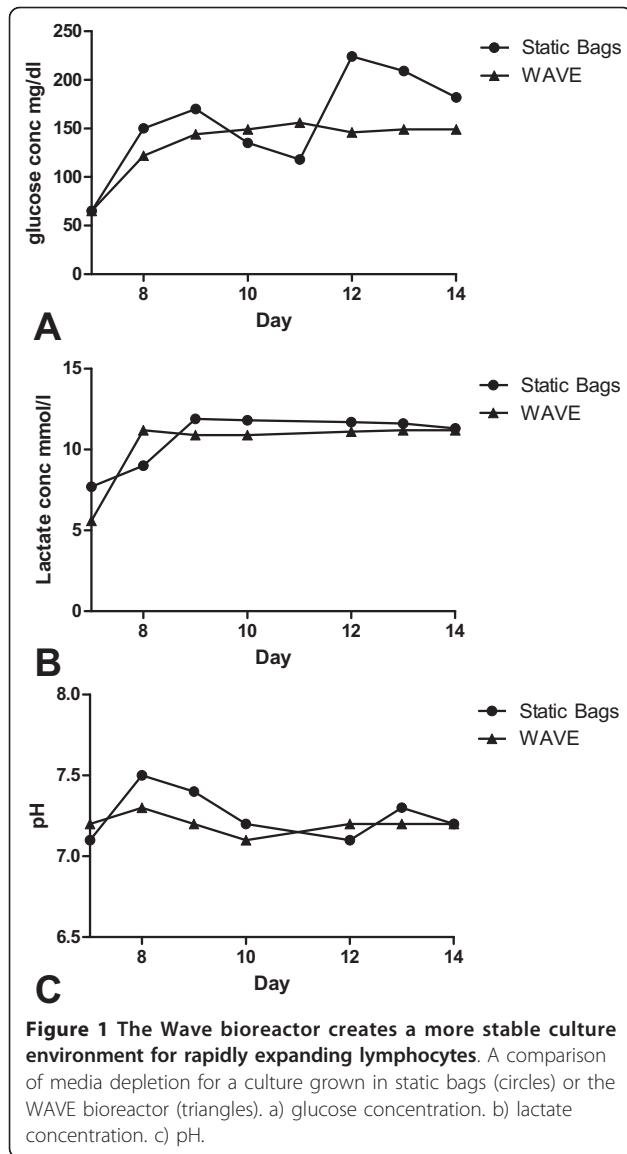 250
200
150
100
50
0
glucose conc mg/dl
8 10 12 14
Day
Static Bags
WAVE
A
15
10
5
0
Lactate conc mmol/l
8 10 12 14
Day
Static Bags
WAVE
B
8.0
7.5
7.0
6.5
pH
8 10 12 14
Day
Static Bags
WAVE
C
Figure 1 The Wave bioreactor creates a more stable culture
environment for rapidly expanding lymphocytes. A comparison
of media depletion for a culture grown in static bags (circles) or the
WAVE bioreactor (triangles). a) glucose concentration. b) lactate
concentration. c) pH.